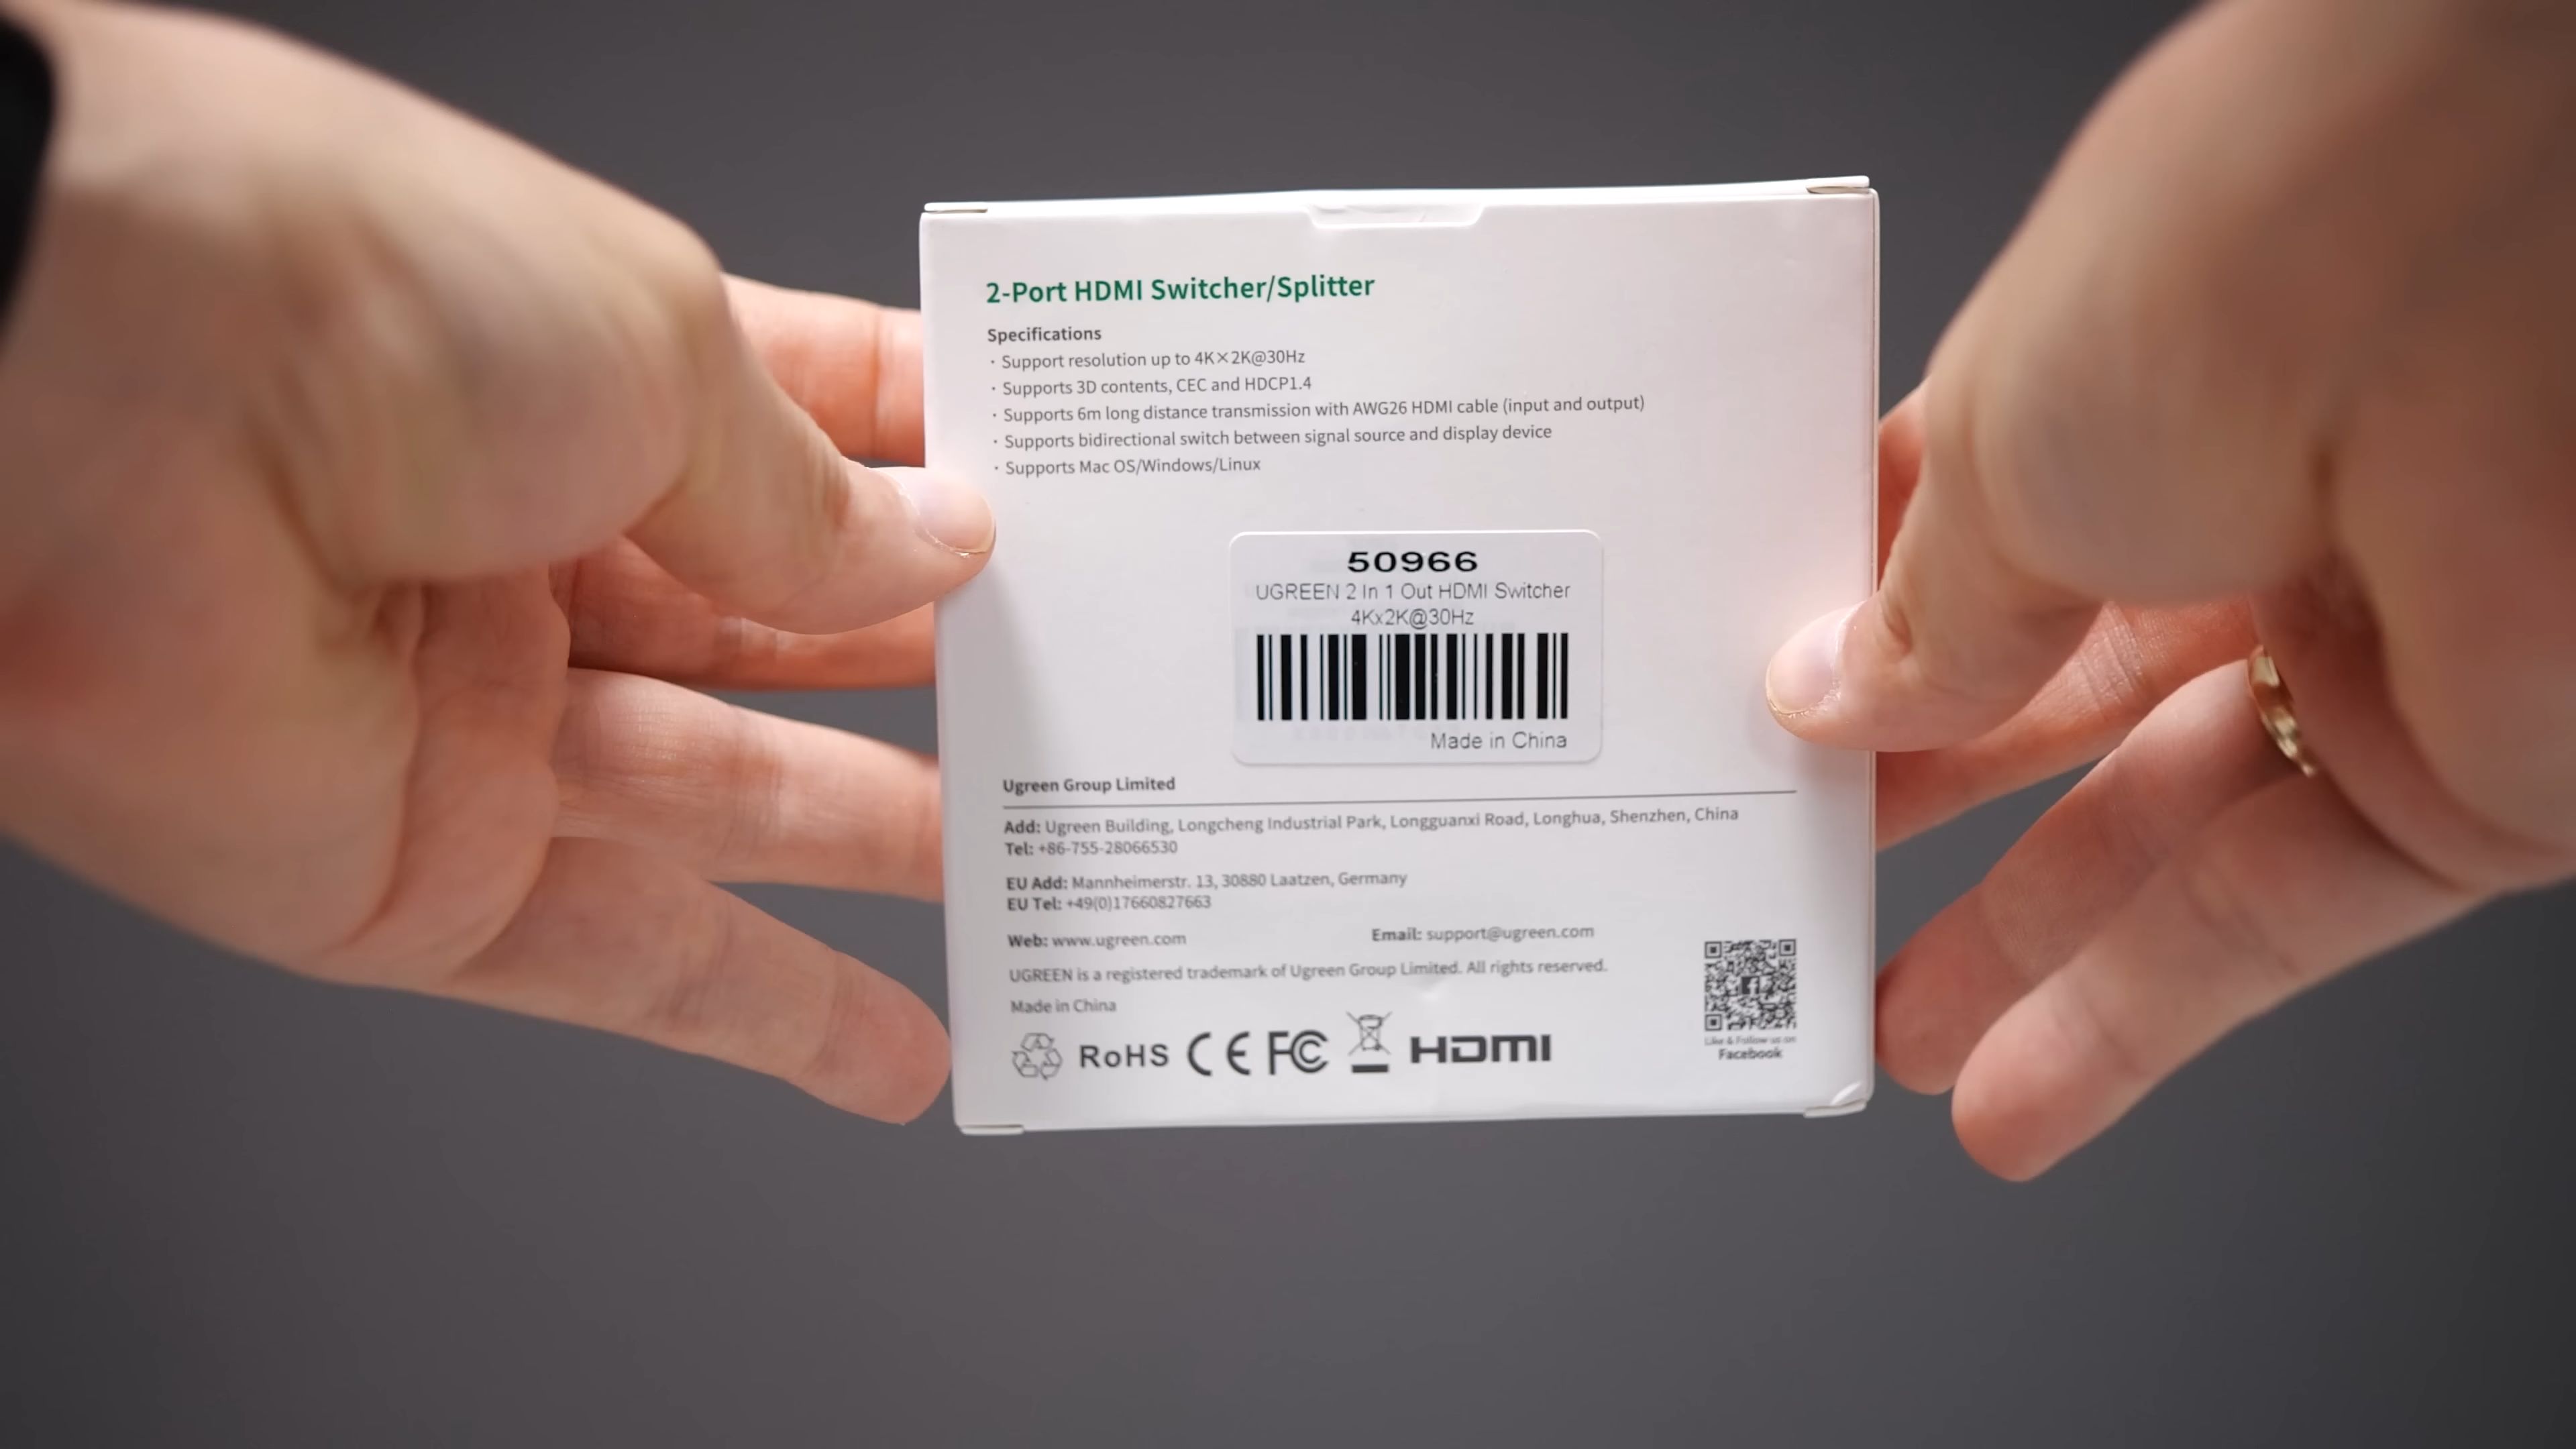 2-Port HDMI Switcher/Splitter
Specifications
· Support resolution up to 4K×2K@30Hz
· Supports 3D contents, CEC and HDCP1.4
· Supports 6m long distance transmission with AWG26 HDMI cable (input and output)
· Supports bidirectional switch between signal source and display device
· Supports Mac OS/Windows/Linux
50966
UGREEN 2 In 1 Out HDMI Switcher
4Kx2K@30Hz
Made in China
Ugreen Group Limited
Add: Ugreen Building, Longcheng Industrial Park, Longguanxi Road, Longhua, Shenzhen, China
Tel: +86-755-28066530
EU Add: Mannheimerstr. 13, 30880 Laatzen, Germany
EU Tel: +49(0)17660827663
Web: www.ugreen.com Email: support@ugreen.com
UGREEN is a registered trademark of Ugreen Group Limited. All rights reserved.
Made in China
RoHS CE FC HDMI
Like & Follow us on
Facebook